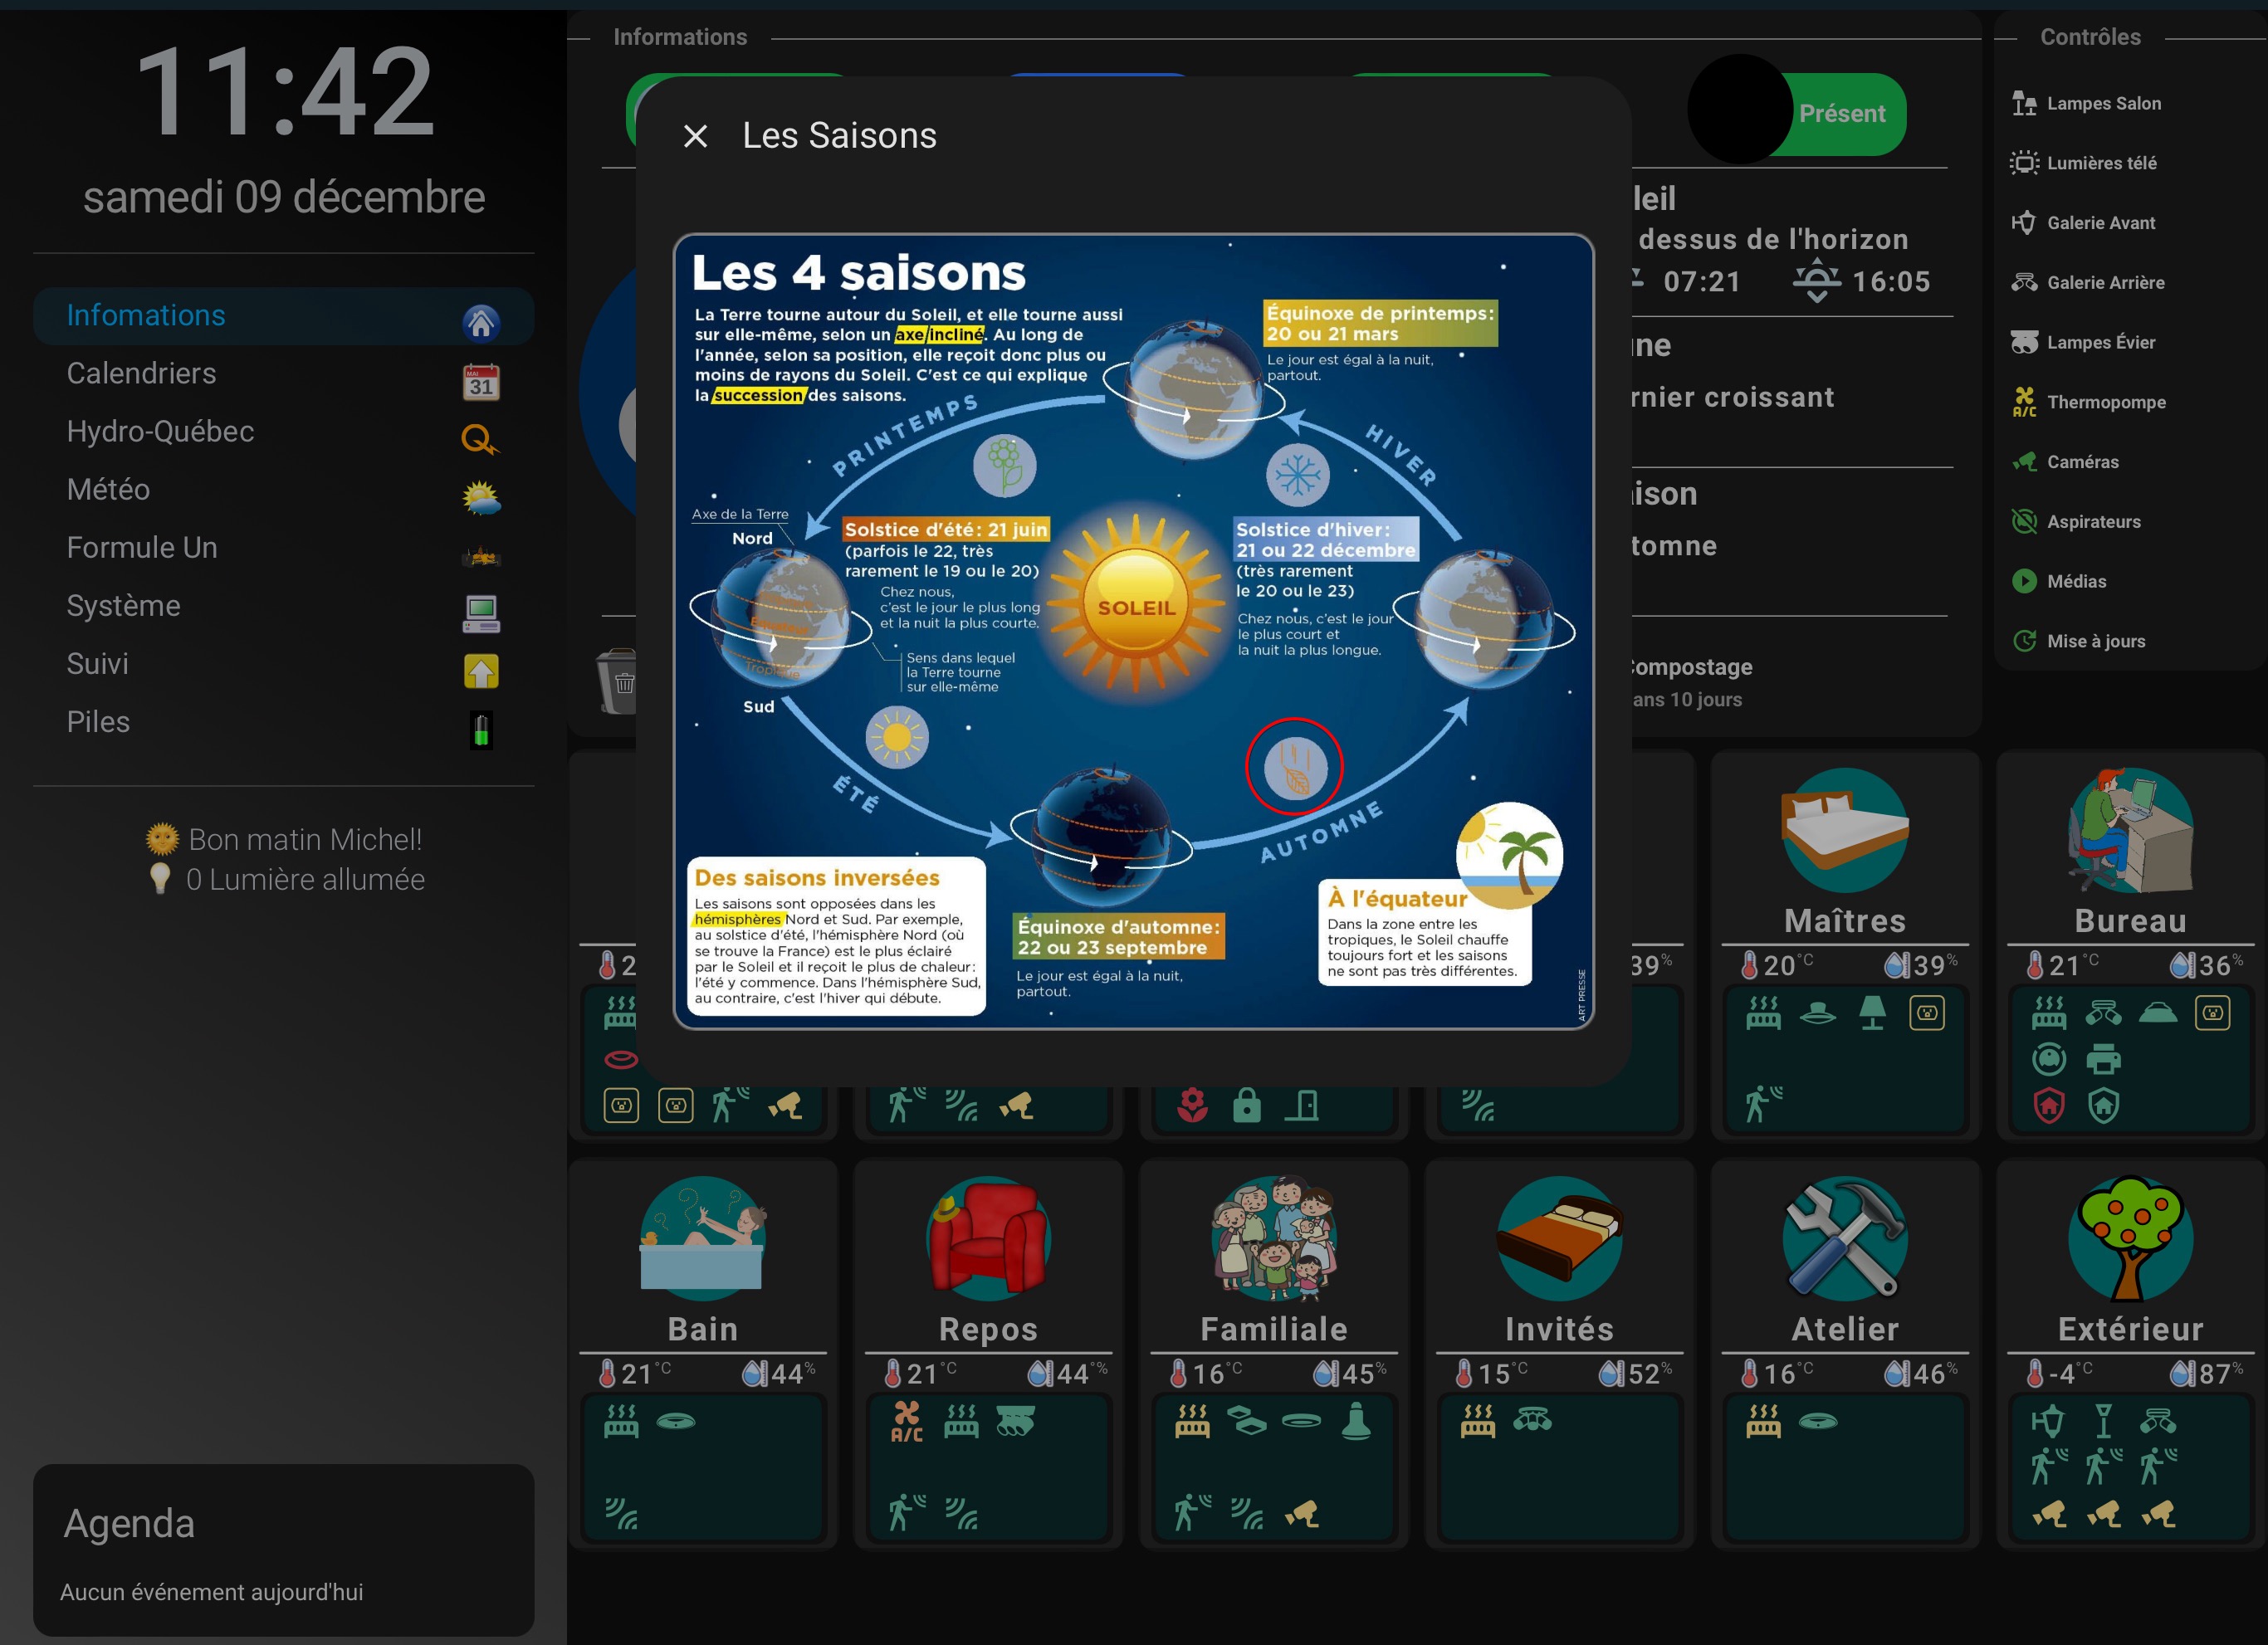 11:42
samedi 09 décembre
Infomations
Calendriers
MAI
31
Hydro-Québec
Météo
Formule Un
Système
Suivi
Piles
Bon matin Michel!
0 Lumière allumée
Agenda
Aucun événement aujourd'hui
Informations
Présent
leil
dessus de l'horizon
07:21
16:05
ine
rnier croissant
ison
tomne
Compostage
ans 10 jours
Les Saisons
Les 4 saisons
La Terre tourne autour du Soleil, et elle tourne aussi
sur elle-même, selon un axe incliné. Au long de
l'année, selon sa position, elle reçoit donc plus ou
moins de rayons du Soleil. C'est ce qui explique
la succession des saisons.
Équinoxe de printemps:
20 ou 21 mars
Le jour est égal à la nuit,
partout.
PRINTEMPS
HIVER
Axe de la Terre
Nord
Solstice d'été: 21 juin
(parfois le 22, très
rarement le 19 ou le 20)
Chez nous,
c'est le jour le plus long
et la nuit la plus courte.
Sens dans lequel
la Terre tourne
sur elle-même
Équateur
Tropique
Sud
SOLEIL
Solstice d'hiver:
21 ou 22 décembre
(très rarement
le 20 ou le 23)
Chez nous, c'est le jour
le plus court et
la nuit la plus longue.
ÉTÉ
AUTOMNE
Des saisons inversées
Les saisons sont opposées dans les
hémisphères Nord et Sud. Par exemple,
au solstice d'été, l'hémisphère Nord (où
se trouve la France) est le plus éclairé
par le Soleil et il reçoit le plus de chaleur:
l'été y commence. Dans l'hémisphère Sud,
au contraire, c'est l'hiver qui débute.
Équinoxe d'automne:
22 ou 23 septembre
Le jour est égal à la nuit,
partout.
À l'équateur
Dans la zone entre les
tropiques, le Soleil chauffe
toujours fort et les saisons
ne sont pas très différentes.
ART PRESSE
Contrôles
Lampes Salon
Lumières télé
Galerie Avant
Galerie Arrière
Lampes Évier
A/C Thermopompe
Caméras
Aspirateurs
Médias
Mise à jours
2
39%
Maîtres
20°C 39%
Bureau
21°C 36%
Bain
21°C 44%
Repos
21°C 44°%
A/C
Familiale
16°C 45%
Invités
15°C 52%
Atelier
16°C 46%
Extérieur
-4°C 87%